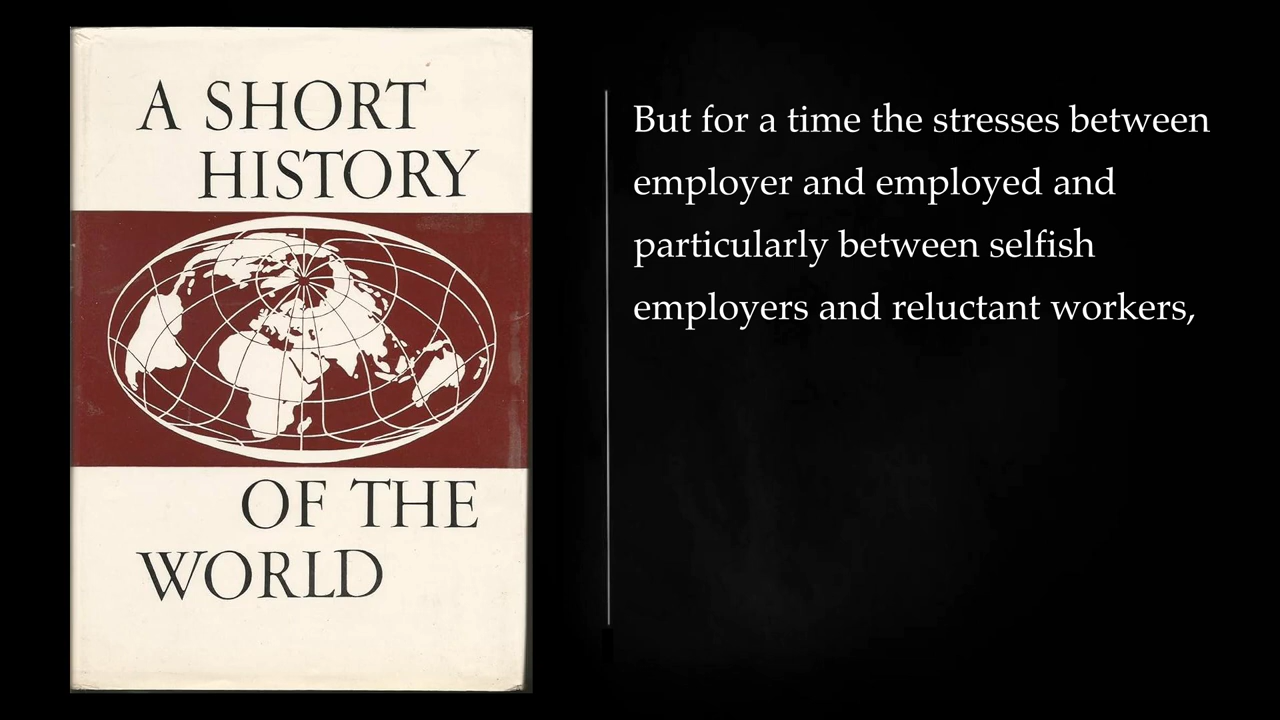 A SHORT
HISTORY
OF THE
WORLD
But for a time the stresses between
employer and employed and
particularly between selfish
employers and reluctant workers,